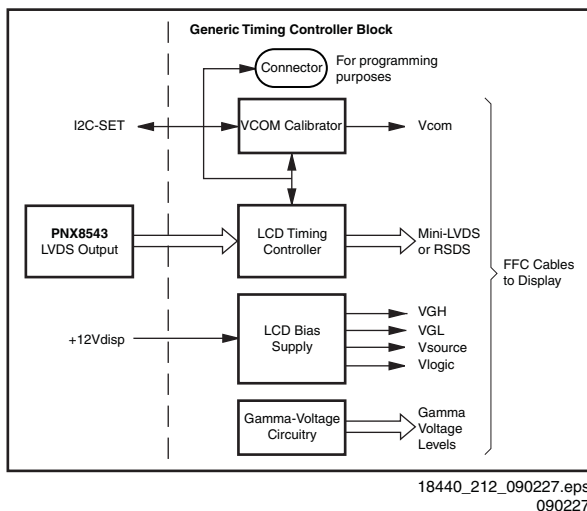 Generic Timing Controller Block
Connector
For programming
purposes
I2C-SET
VCOM Calibrator
Vcom
PNX8543
LVDS Output
LCD Timing
Controller
Mini-LVDS
or RSDS
FFC Cables
to Display
+12Vdisp
LCD Bias
Supply
VGH
VGL
Vsource
Vlogic
Gamma-Voltage
Circuitry
Gamma
Voltage
Levels
18440_212_090227.eps
090227